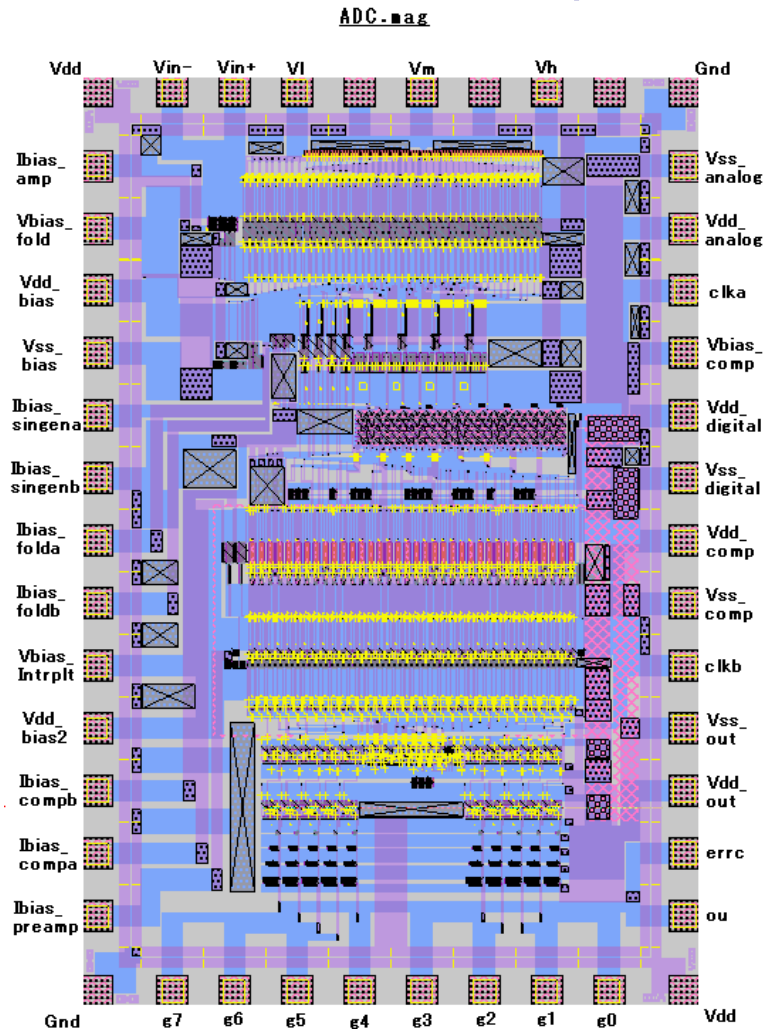 ADC.mag
Vdd Vin- Vin+ Vl Vm Vh Gnd
Ibias_
amp
Vss_
analog
Vbias_
fold
Vdd_
analog
Vdd_
bias
clka
Vss_
bias
Vbias_
comp
Ibias_
singena
Vdd_
digital
Ibias_
singenb
Vss_
digital
Ibias_
folda
Vdd_
comp
Ibias_
foldb
Vss_
comp
Vbias_
Intrplt
clkb
Vdd_
bias2
Vss_
out
Ibias_
compb
Vdd_
out
Ibias_
compa
errc
Ibias_
preamp
ou
Gnd g7 g6 g5 g4 g3 g2 g1 g0 Vdd